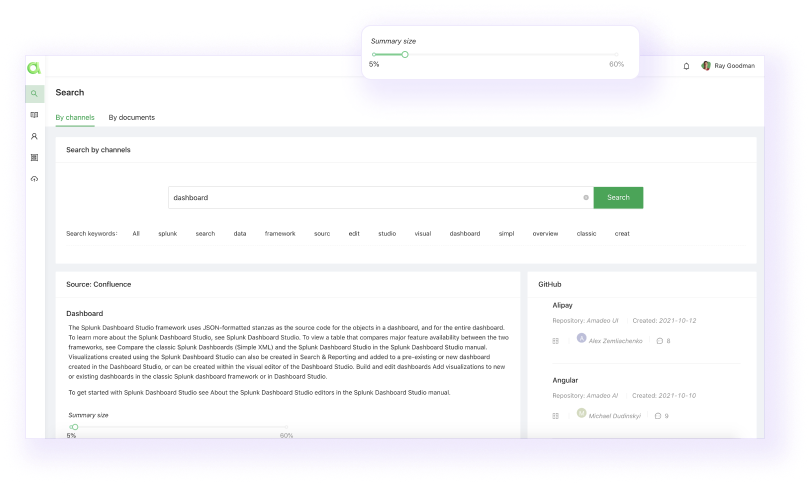 Summary size
5% 60%
Ray Goodman
Search
By channels By documents
Search by channels
dashboard
Search
Search keywords: All splunk search data framework sourc edit studio visual dashboard simpl overview classic creat
Source: Confluence
Dashboard
The Splunk Dashboard Studio framework uses JSON-formatted stanzas as the source code for the objects in a dashboard, and for the entire dashboard.
To learn more about the Splunk Dashboard Studio, see Splunk Dashboard Studio. To view a table that compares major feature availability between the two
frameworks, see Compare the classic Splunk Dashboards (Simple XML) and the Splunk Dashboard Studio in the Splunk Dashboard Studio manual.
Visualizations created using the Splunk Dashboard Studio can also be created in Search & Reporting and added to a pre-existing or new dashboard
created in the Dashboard Studio, or can be created within the visual editor of the Dashboard Studio. Build and edit dashboards Add visualizations to new
or existing dashboards in the classic Splunk dashboard framework or in Dashboard Studio.
To get started with Splunk Dashboard Studio see About the Splunk Dashboard Studio editors in the Splunk Dashboard Studio manual.
Summary size
5% 60%
GitHub
Alipay
Repository: Amadeo UI Created: 2021-10-12
A Alex Zemliachenko 8
Angular
Repository: Amadeo AI Created: 2021-10-10
Michael Dudinskyi 9